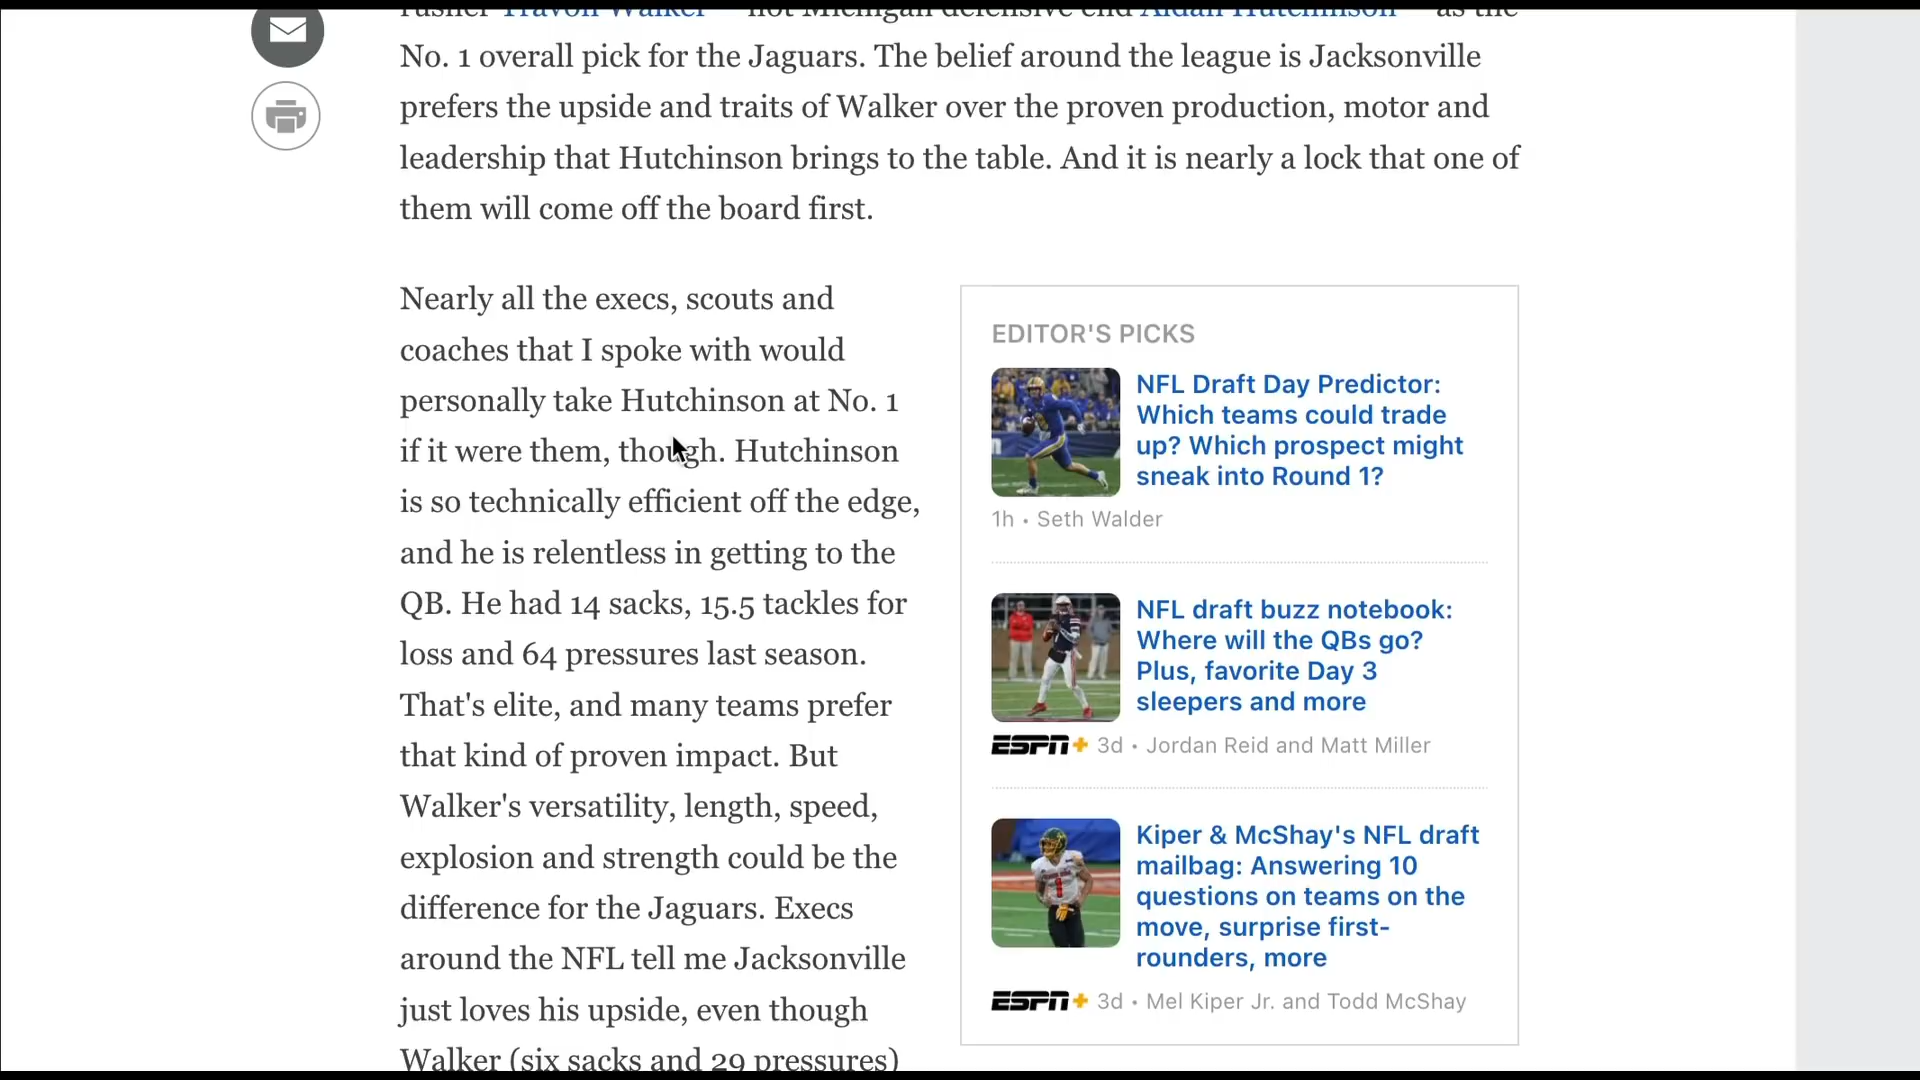 rusher Travon Walker — not Michigan defensive end Aidan Hutchinson — as the
No. 1 overall pick for the Jaguars. The belief around the league is Jacksonville
prefers the upside and traits of Walker over the proven production, motor and
leadership that Hutchinson brings to the table. And it is nearly a lock that one of
them will come off the board first.
Nearly all the execs, scouts and
coaches that I spoke with would
personally take Hutchinson at No. 1
if it were them, though. Hutchinson
is so technically efficient off the edge,
and he is relentless in getting to the
QB. He had 14 sacks, 15.5 tackles for
loss and 64 pressures last season.
That's elite, and many teams prefer
that kind of proven impact. But
Walker's versatility, length, speed,
explosion and strength could be the
difference for the Jaguars. Execs
around the NFL tell me Jacksonville
just loves his upside, even though
Walker (six sacks and 29 pressures)
EDITOR'S PICKS
NFL Draft Day Predictor:
Which teams could trade
up? Which prospect might
sneak into Round 1?
1h • Seth Walder
NFL draft buzz notebook:
Where will the QBs go?
Plus, favorite Day 3
sleepers and more
ESPN+ 3d • Jordan Reid and Matt Miller
Kiper & McShay's NFL draft
mailbag: Answering 10
questions on teams on the
move, surprise first-
rounders, more
ESPN+ 3d • Mel Kiper Jr. and Todd McShay